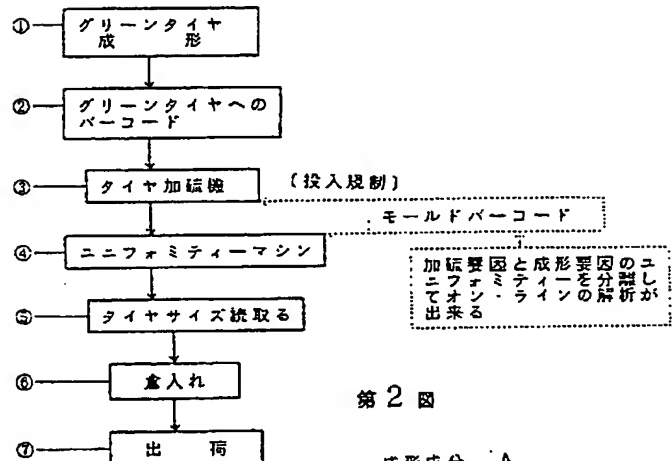 ① グリーンタイヤ
成 形
② グリーンタイヤへの
バーコード
③ タイヤ加硫機 〔投入規制〕
モールドバーコード
④ ユニフォミティーマシン
加硫要因と成形要因のユ
ニフォミティーを分離し
てオン・ラインの解析が
出来る
⑤ タイヤサイズ読取る
⑥ 倉入れ
第2図
⑦ 出 荷
成形成分 A